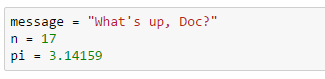 message = "What's up, Doc?"
n = 17
pi = 3.14159